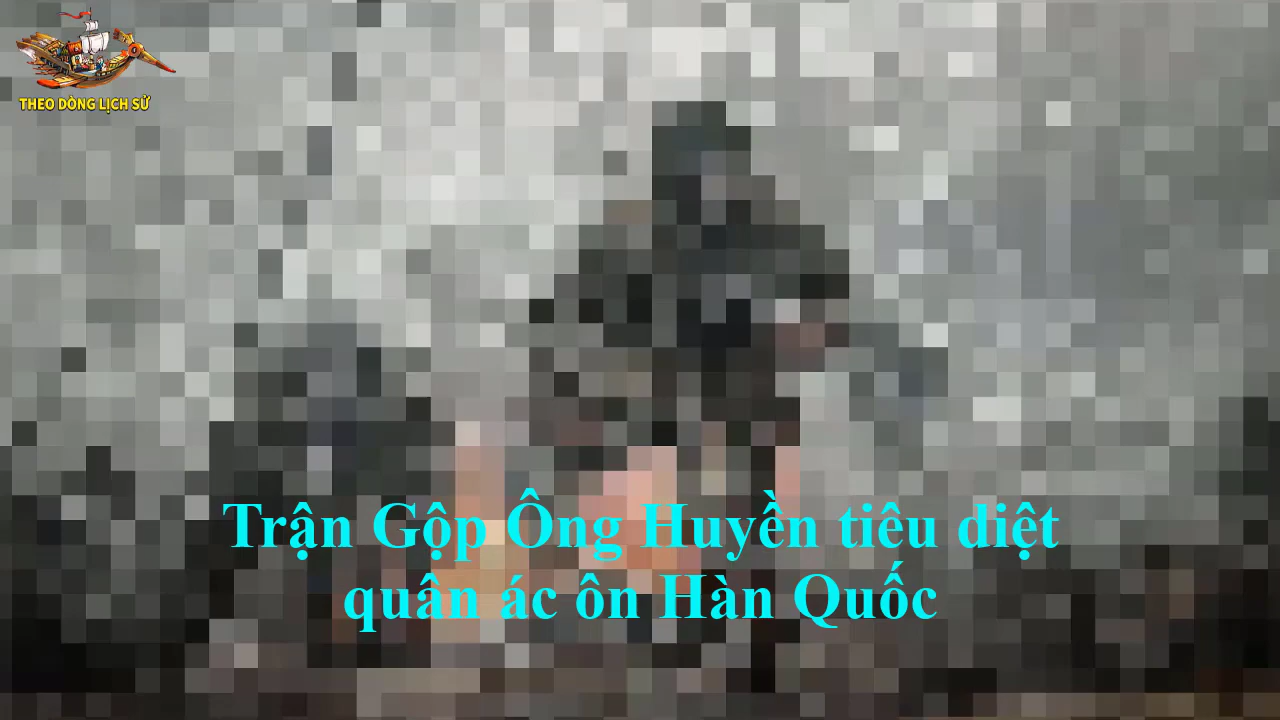 THEO DÒNG LỊCH SỬ
Trận Gộp Ông Huyền tiêu diệt
quân ác ôn Hàn Quốc